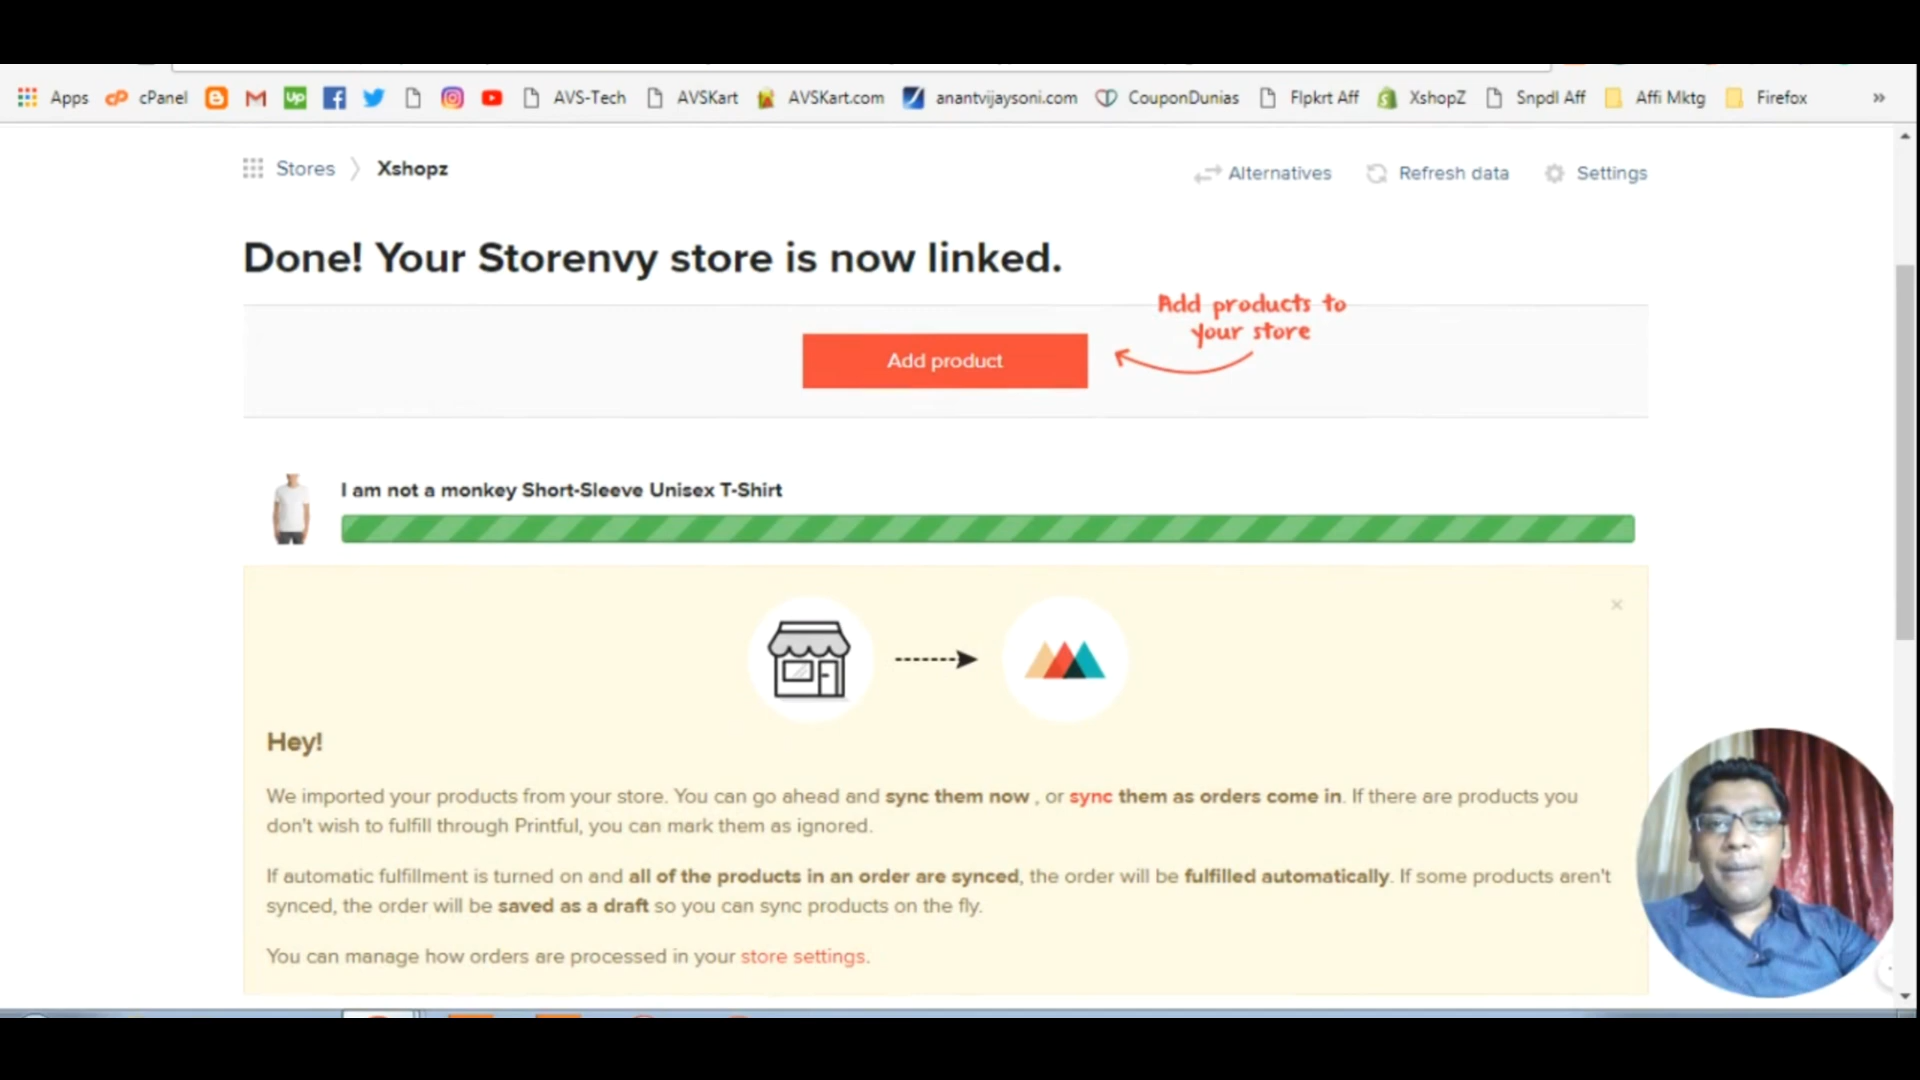 Apps cPanel Up AVS-Tech AVSKart AVSKart.com anantvijaysoni.com CouponDunias Flpkrt Aff XshopZ Snpdl Aff Affi Mktg Firefox »
Stores Xshopz Alternatives Refresh data Settings
Done! Your Storenvy store is now linked.
Add products to
your store
Add product
I am not a monkey Short-Sleeve Unisex T-Shirt
Hey!
We imported your products from your store. You can go ahead and sync them now , or sync them as orders come in. If there are products you
don't wish to fulfill through Printful, you can mark them as ignored.
If automatic fulfillment is turned on and all of the products in an order are synced, the order will be fulfilled automatically. If some products aren't
synced, the order will be saved as a draft so you can sync products on the fly.
You can manage how orders are processed in your store settings.